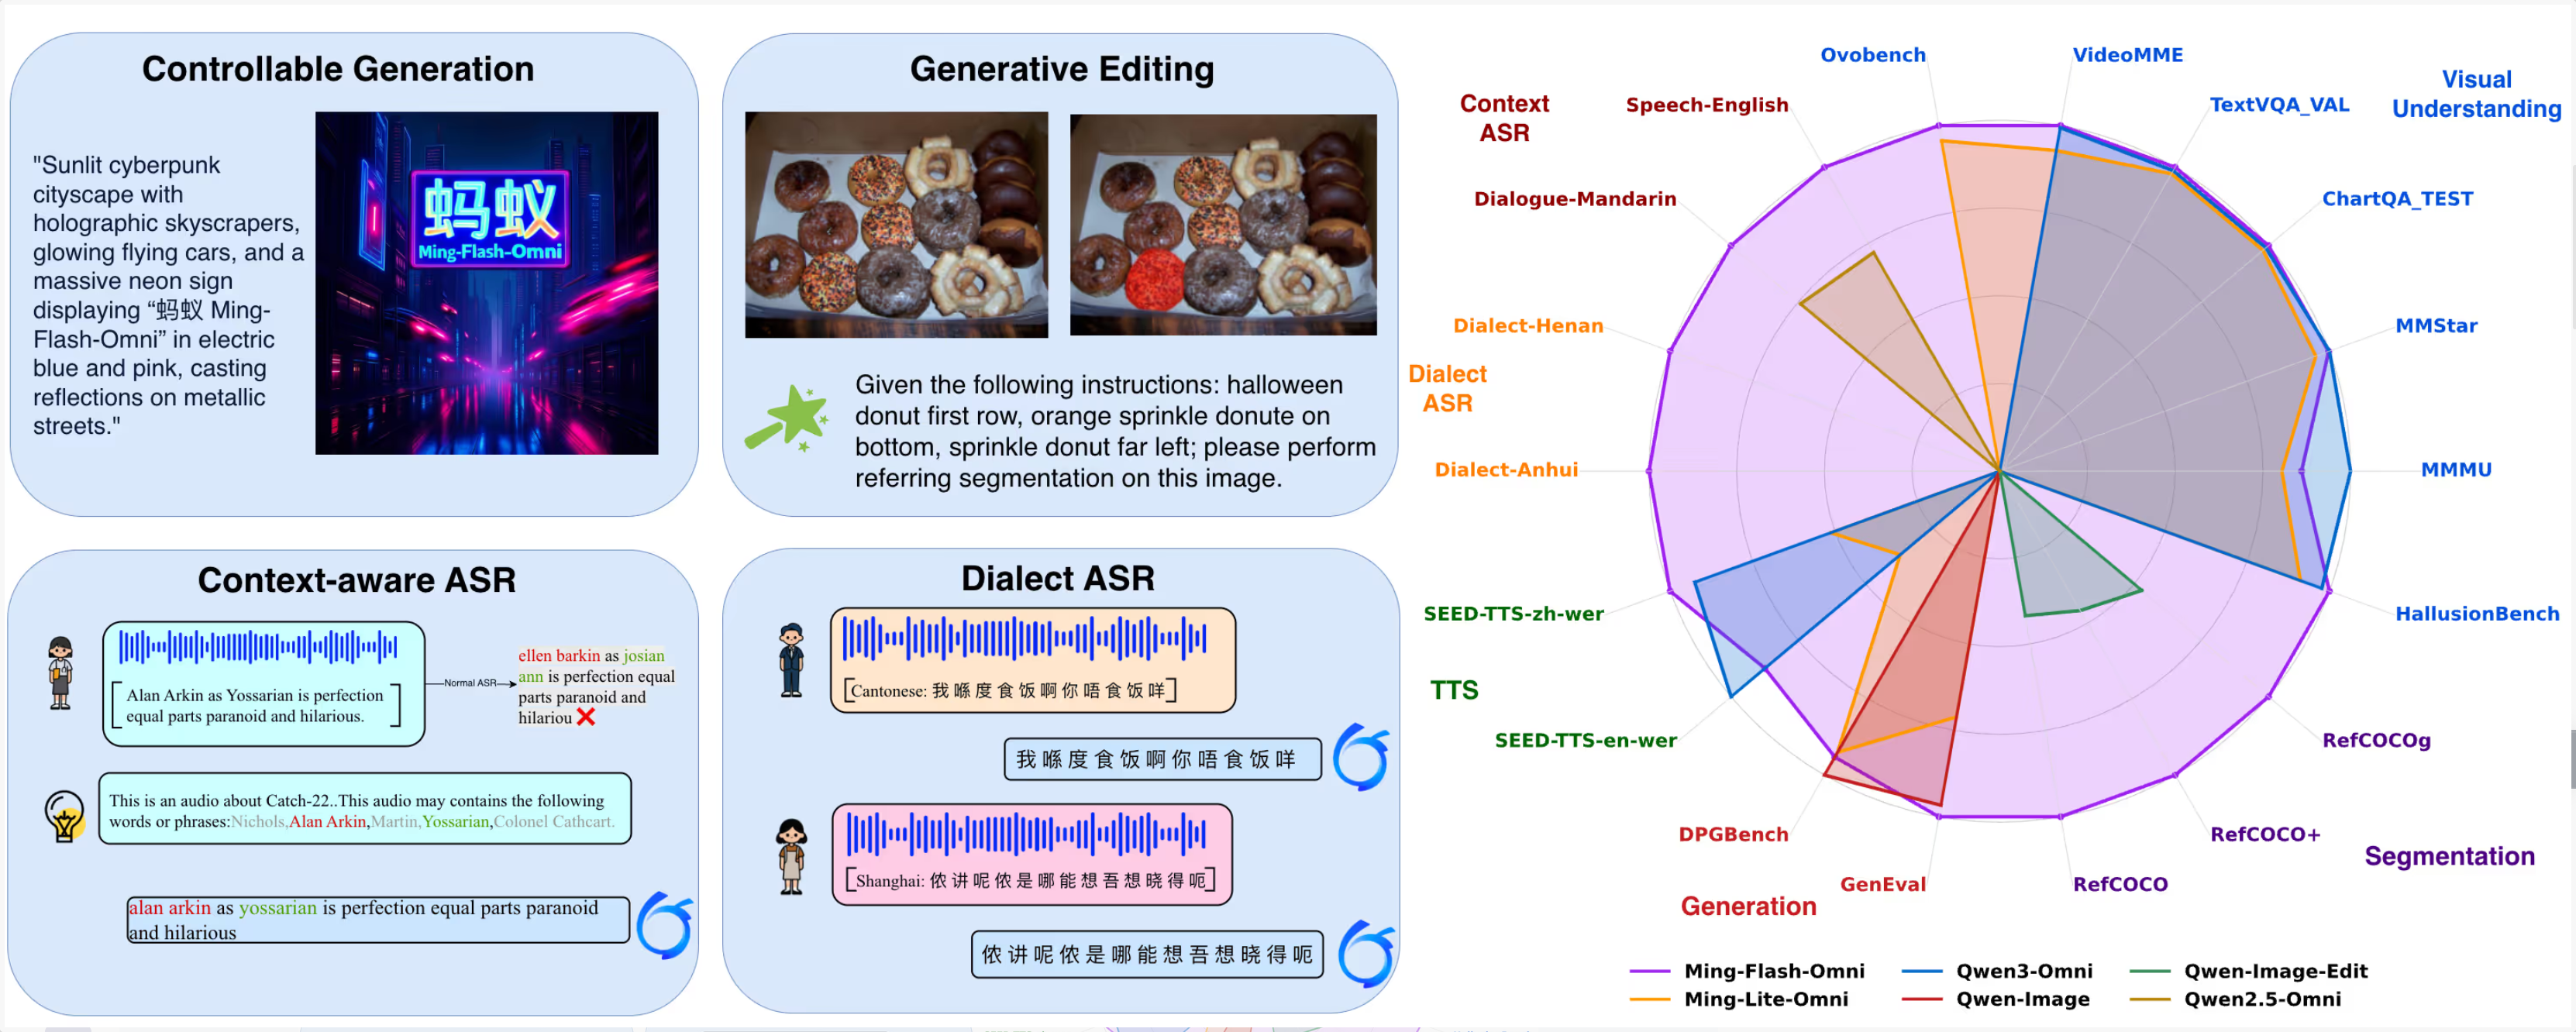 Controllable Generation
"Sunlit cyberpunk
cityscape with
holographic skyscrapers,
glowing flying cars, and a
massive neon sign
displaying “蚂蚁 Ming-
Flash-Omni” in electric
blue and pink, casting
reflections on metallic
streets."
蚂蚁
Ming-Flash-Omni
Generative Editing
Given the following instructions: halloween
donut first row, orange sprinkle donute on
bottom, sprinkle donut far left; please perform
referring segmentation on this image.
Context-aware ASR
Alan Arkin as Yossarian is perfection
equal parts paranoid and hilarious.
Normal ASR
ellen barkin as josian
ann is perfection equal
parts paranoid and
hilariou
This is an audio about Catch-22..This audio may contains the following
words or phrases:Nichols,Alan Arkin,Martin,Yossarian,Colonel Cathcart.
alan arkin as yossarian is perfection equal parts paranoid
and hilarious
Dialect ASR
[Cantonese: 我喺度食饭啊你唔食饭咩]
我喺度食饭啊你唔食饭咩
[Shanghai: 侬讲呢侬是哪能想吾想晓得呃]
侬讲呢侬是哪能想吾想晓得呃
Ovobench
VideoME
Context
ASR
Speech-English
TextVQA_VAL
Visual
Understanding
Dialogue-Mandarin
ChartQA_TEST
Dialect-Henan
MMStar
Dialect
ASR
Dialect-Anhui
MMMU
SEED-TTS-zh-wer
HallusionBench
TTS
SEED-TTS-en-wer
RefCOCOg
DPGBench
RefCOCO+
Segmentation
GenEval
RefCOCO
Generation
Ming-Flash-Omni
Qwen3-Omni
Qwen-Image-Edit
Ming-Lite-Omni
Qwen-Image
Qwen2.5-Omni